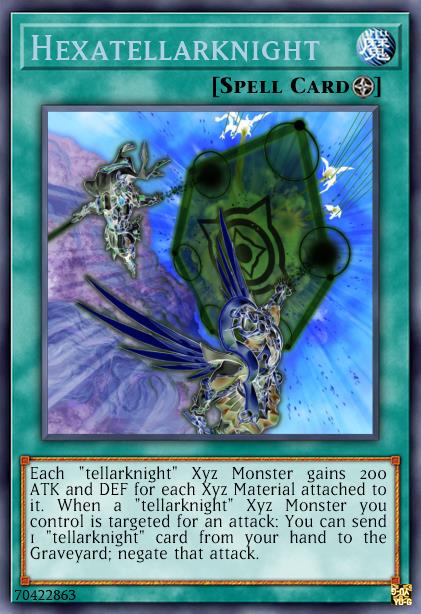 Hexatellarknight
魔
[Spell Card]
Each "tellarknight" Xyz Monster gains 200
ATK and DEF for each Xyz Material attached to
it. When a "tellarknight" Xyz Monster you
control is targeted for an attack: You can send
1 "tellarknight" card from your hand to the
Graveyard; negate that attack.
70422863